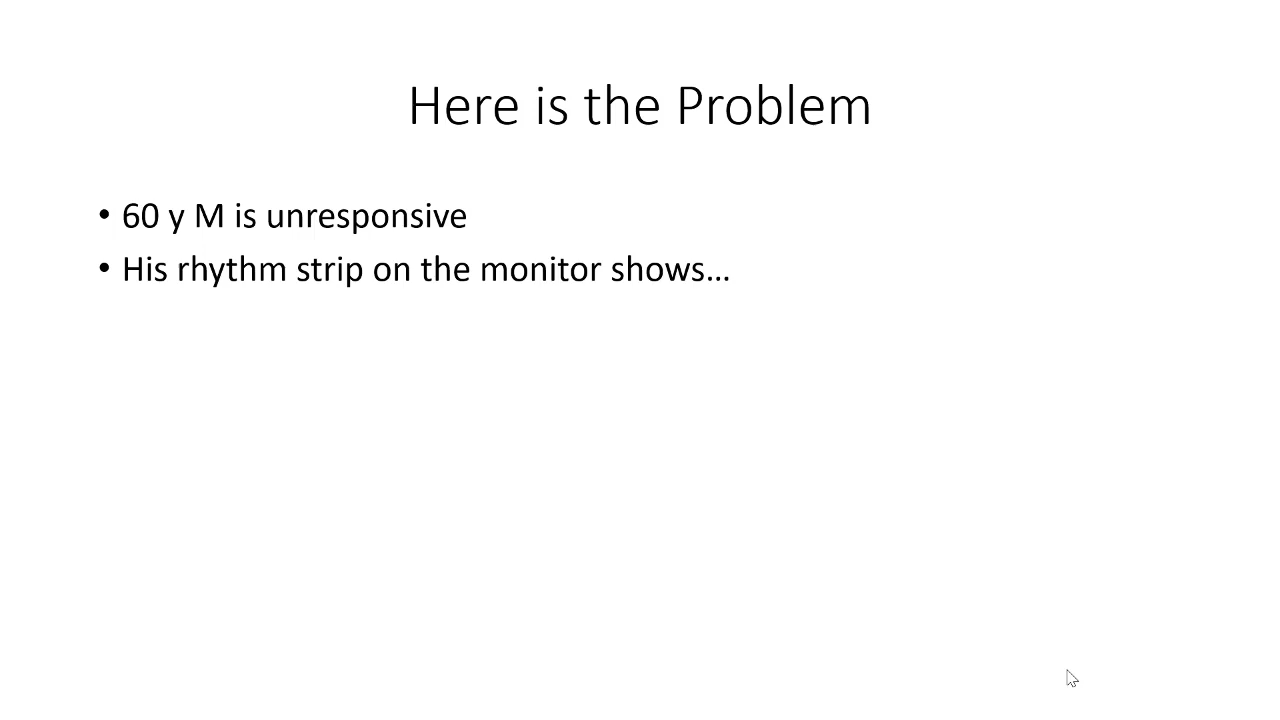 Here is the Problem
• 60 y M is unresponsive
• His rhythm strip on the monitor shows…